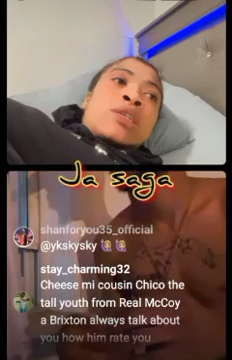 Ja saga
shanforyou35_official
@ykskysky 🙋🏼‍♀️🙋🏼‍♀️
stay_charming32
Cheese mi cousin Chico the
tall youth from Real McCoy
a Brixton always talk about
you how him rate you